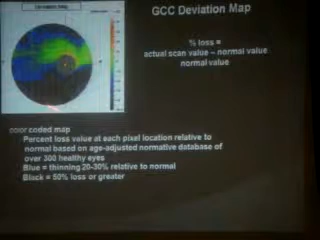 GCC Deviation Map
% loss =
actual scan value - normal value
normal value
color coded map
Percent loss value at each pixel location relative to
normal based on age-adjusted normative database of
over 300 healthy eyes
Blue = thinning 20-30% relative to normal
Black = 50% loss or greater